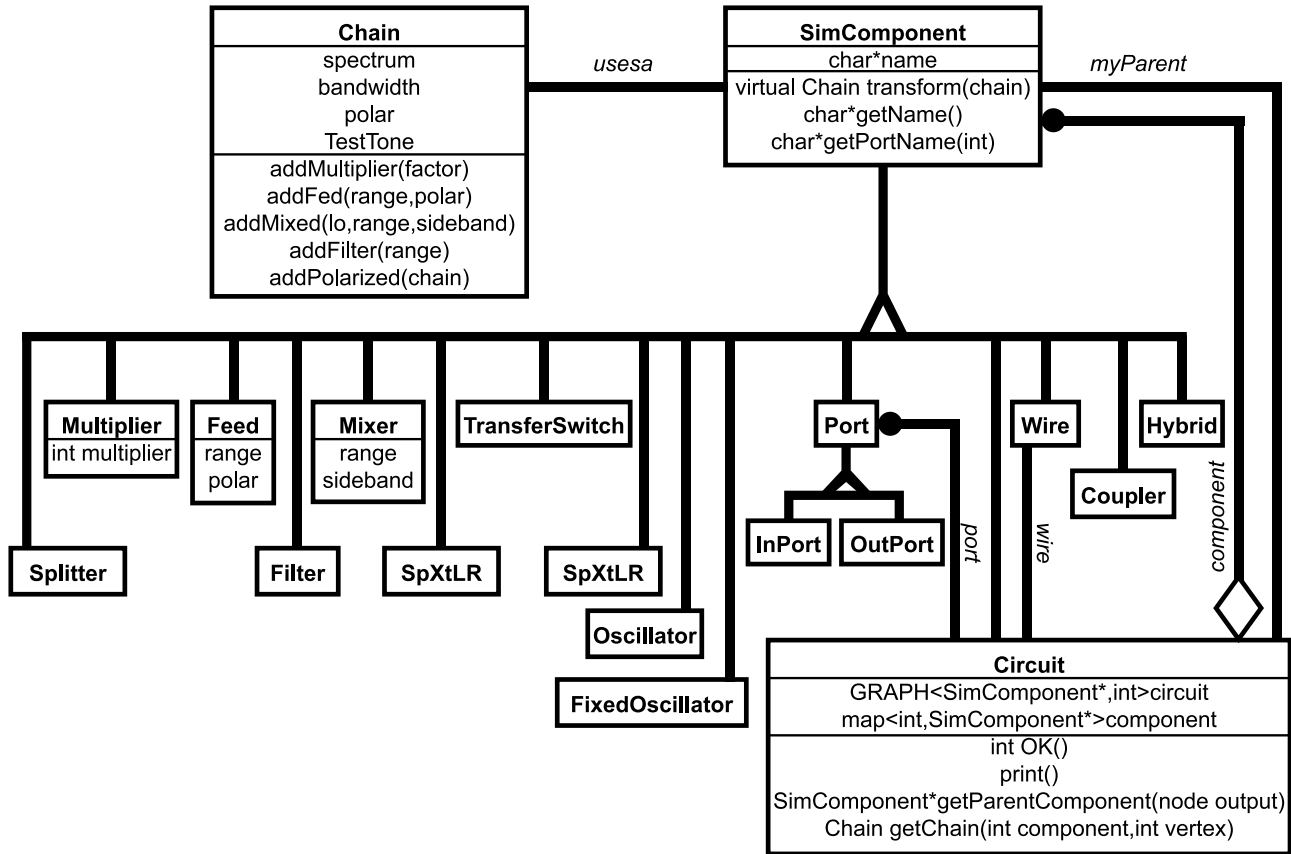 Chain
spectrum
bandwidth
polar
TestTone
addMultiplier(factor)
addFed(range,polar)
addMixed(lo,range,sideband)
addFilter(range)
addPolarized(chain)
usesa
SimComponent
char*name
virtual Chain transform(chain)
char*getName()
char*getPortName(int)
myParent
Multiplier
int multiplier
Feed
range
polar
Mixer
range
sideband
TransferSwitch
Port
Wire
Hybrid
Coupler
InPort
OutPort
port
wire
component
Splitter
Filter
SpXtLR
SpXtLR
Oscillator
FixedOscillator
Circuit
GRAPH<SimComponent*,int>circuit
map<int,SimComponent*>component
int OK()
print()
SimComponent*getParentComponent(node output)
Chain getChain(int component,int vertex)